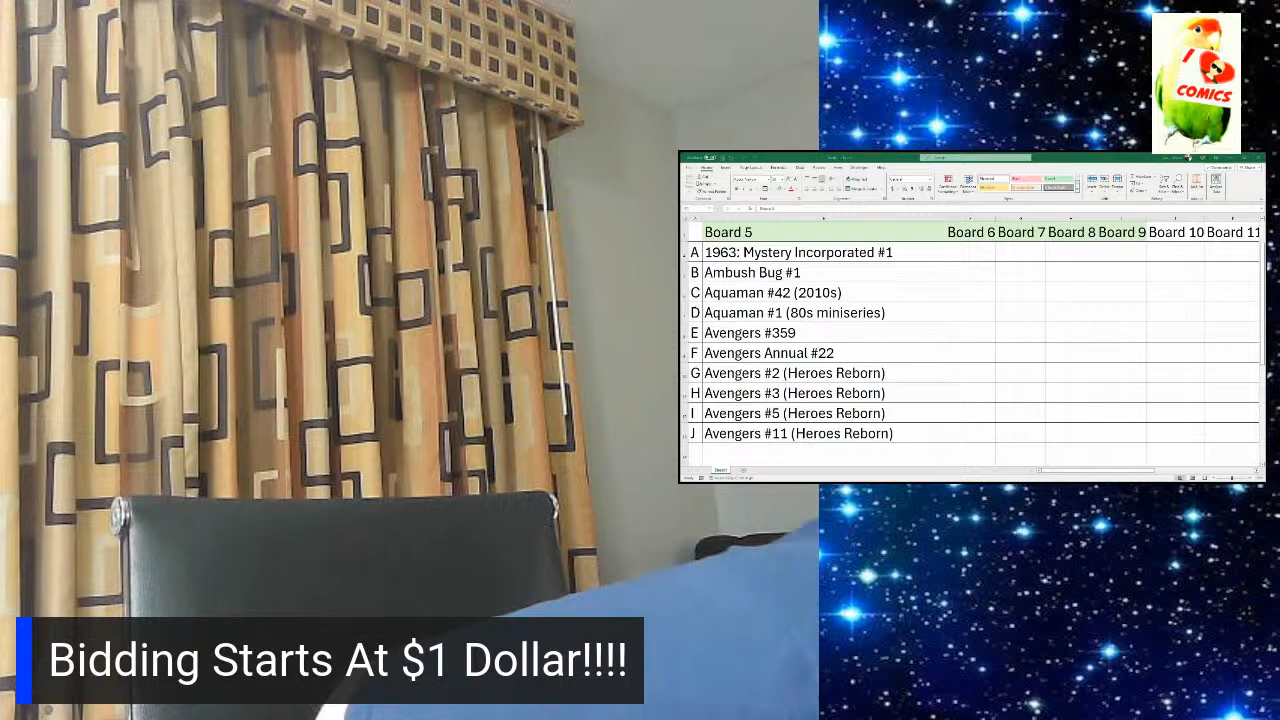 I
COMICS
Board 5 Board 6 Board 7 Board 8 Board 9 Board 10 Board 11
A 1963: Mystery Incorporated #1
B Ambush Bug #1
C Aquaman #42 (2010s)
D Aquaman #1 (80s miniseries)
E Avengers #359
F Avengers Annual #22
G Avengers #2 (Heroes Reborn)
H Avengers #3 (Heroes Reborn)
I Avengers #5 (Heroes Reborn)
J Avengers #11 (Heroes Reborn)
Bidding Starts At $1 Dollar!!!!